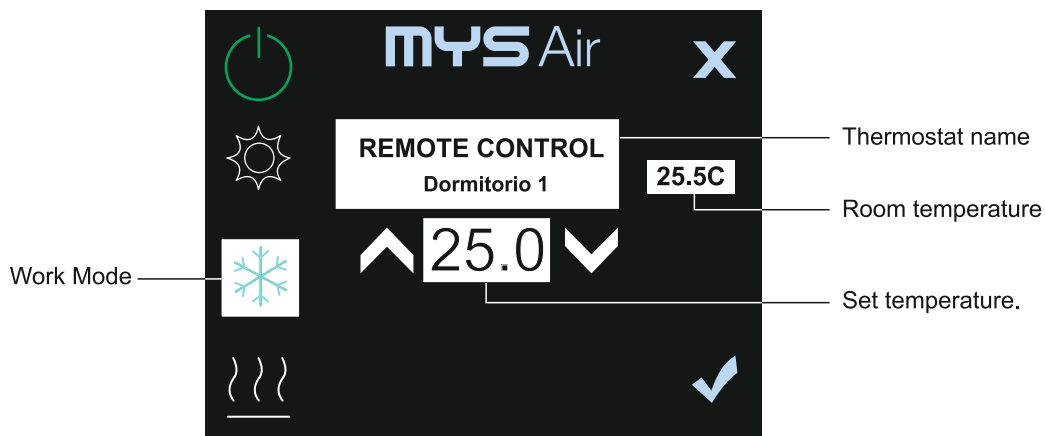 MYS Air
X
REMOTE CONTROL
Dormitorio 1
25.5C
25.0
Thermostat name
Room temperature
Work Mode
Set temperature.